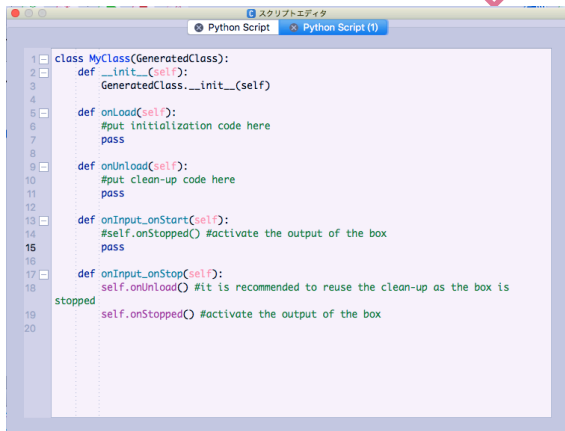 スクリプトエディタ
Python Script Python Script (1)
1 class MyClass(GeneratedClass):
2 def __init__(self):
3 GeneratedClass.__init__(self)
4
5 def onLoad(self):
6 #put initialization code here
7 pass
8
9 def onUnload(self):
10 #put clean-up code here
11 pass
12
13 def onInput_onStart(self):
14 #self.onStopped() #activate the output of the box
15 pass
16
17 def onInput_onStop(self):
18 self.onUnload() #it is recommended to reuse the clean-up as the box is
stopped
19 self.onStopped() #activate the output of the box
20